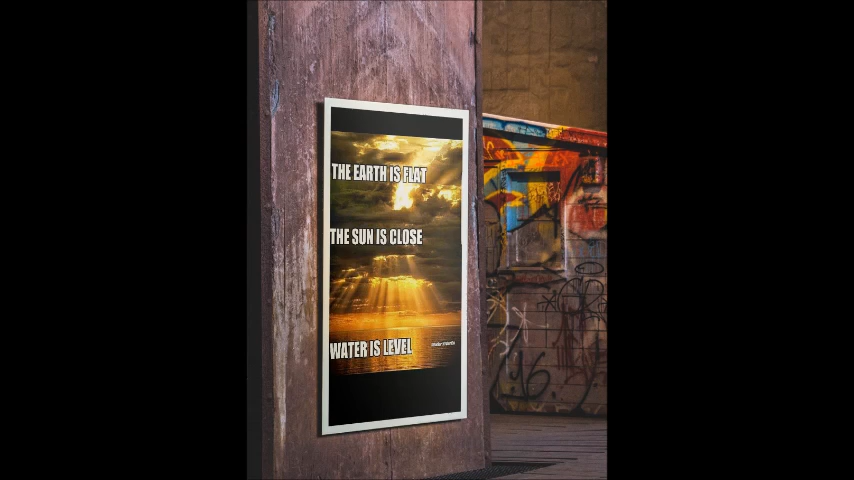 THE EARTH IS FLAT
THE SUN IS CLOSE
WATER IS LEVEL